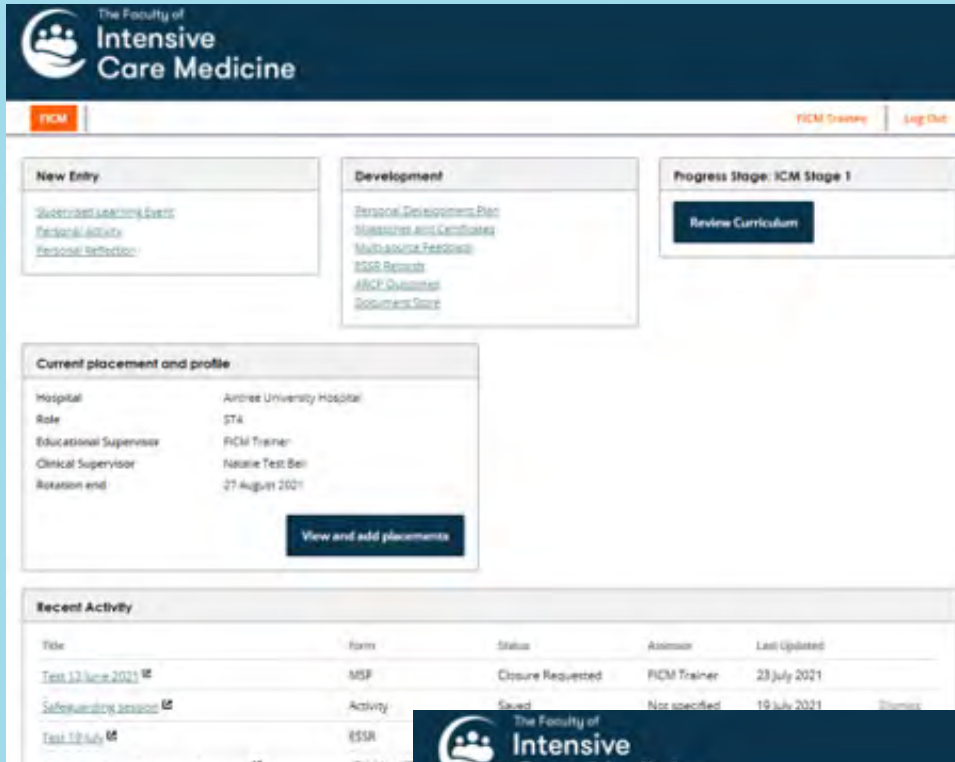 The Faculty of
Intensive
Care Medicine
FICM
FICM Trainee Log Out
New Entry
Supervised Learning Event
Personal Activity
Personal Reflection
Development
Personal Development Plan
Milestones and Certificates
Multi-source Feedback
ESSR Records
ARCP Outcomes
Document Store
Progress Stage: ICM Stage 1
Review Curriculum
Current placement and profile
Hospital Aintree University Hospital
Role ST4
Educational Supervisor FICM Trainer
Clinical Supervisor Natalie Test Bell
Rotation end 27 August 2021
View and add placements
Recent Activity
Title Form Status Assessor Last Updated
Test 12 June 2021 MSF Closure Requested FICM Trainer 23 July 2021
Safeguarding session Activity Saved Not specified 19 July 2021 Dismiss
Test 19 July ESSR
The Faculty of
Intensive